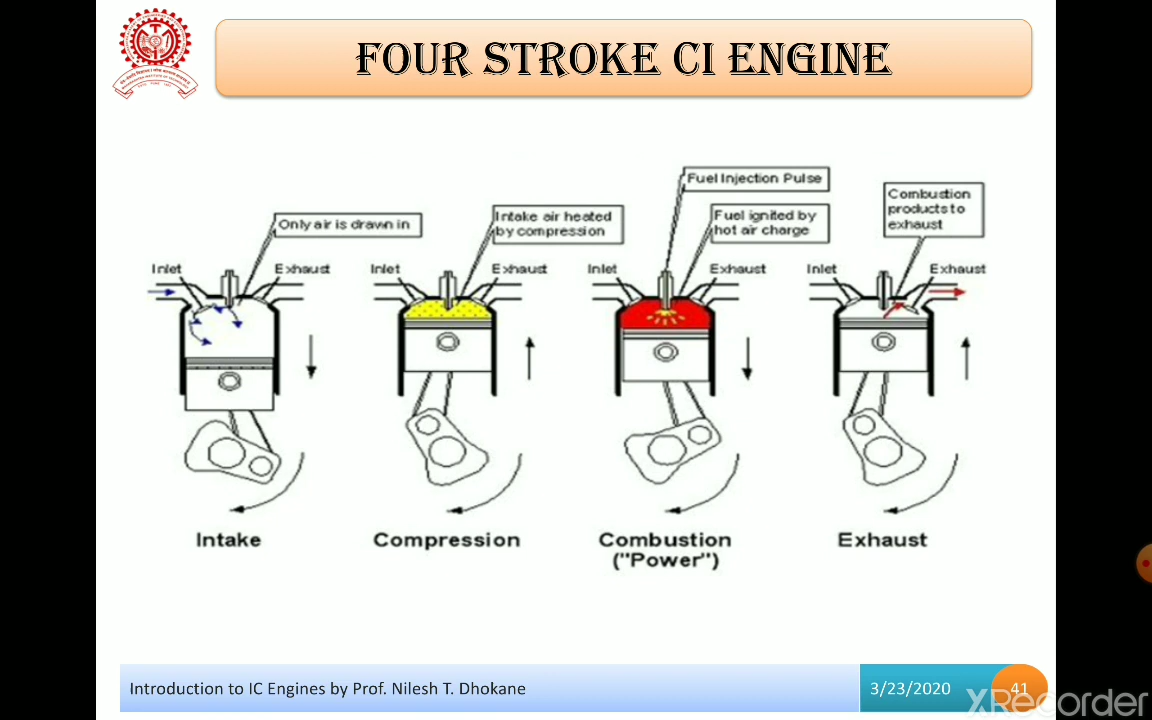 FOUR STROKE CI ENGINE
Fuel Injection Pulse
Only air is drawn in
Intake air heated
by compression
Fuel ignited by
hot air charge
Combustion
products to
exhaust
Inlet
Exhaust
Inlet
Exhaust
Inlet
Exhaust
Inlet
Exhaust
Intake
Compression
Combustion
("Power")
Exhaust
Introduction to IC Engines by Prof. Nilesh T. Dhokane
3/23/2020
41
XRecorder